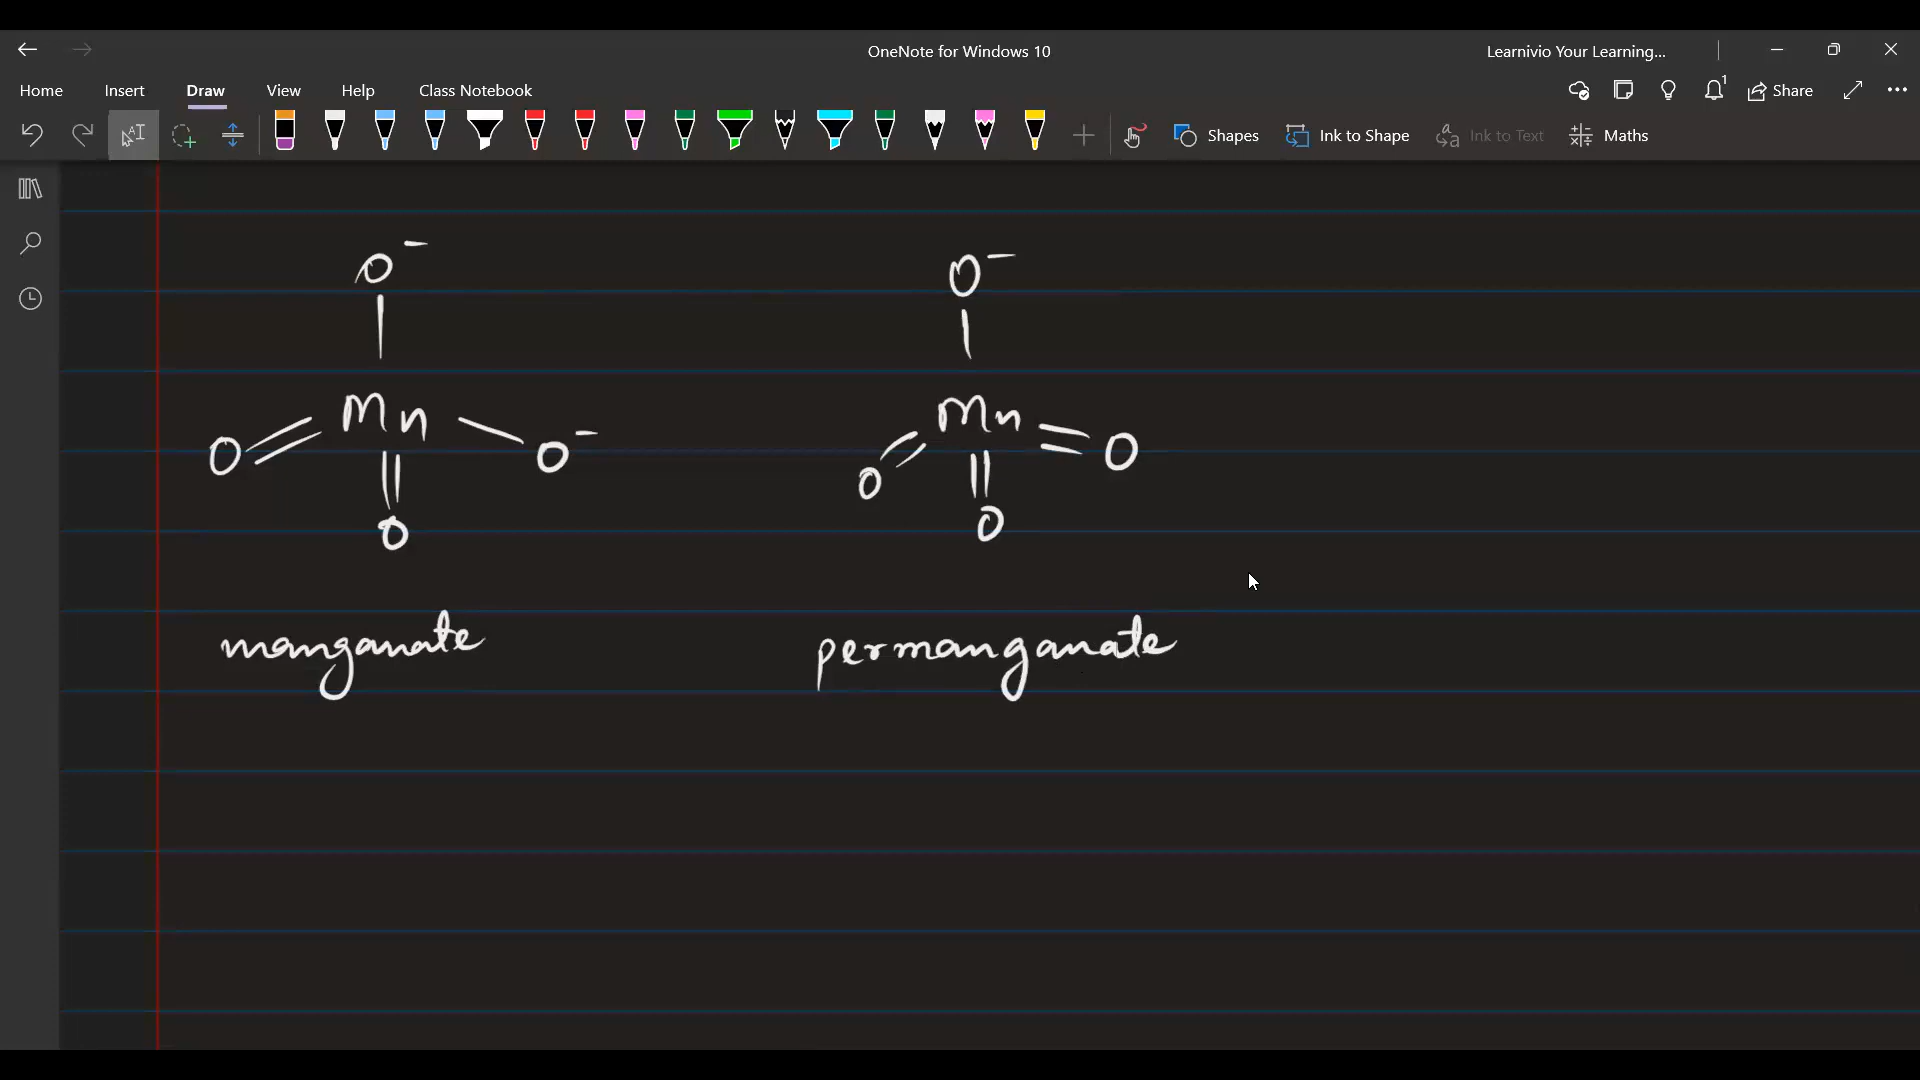 OneNote for Windows 10
Learnivio Your Learning...
Home Insert Draw View Help Class Notebook
1 Share
Shapes Ink to Shape Ink to Text Maths
O⁻ O⁻
O = Mn – O⁻ O = Mn = O
O O
manganate permanganate